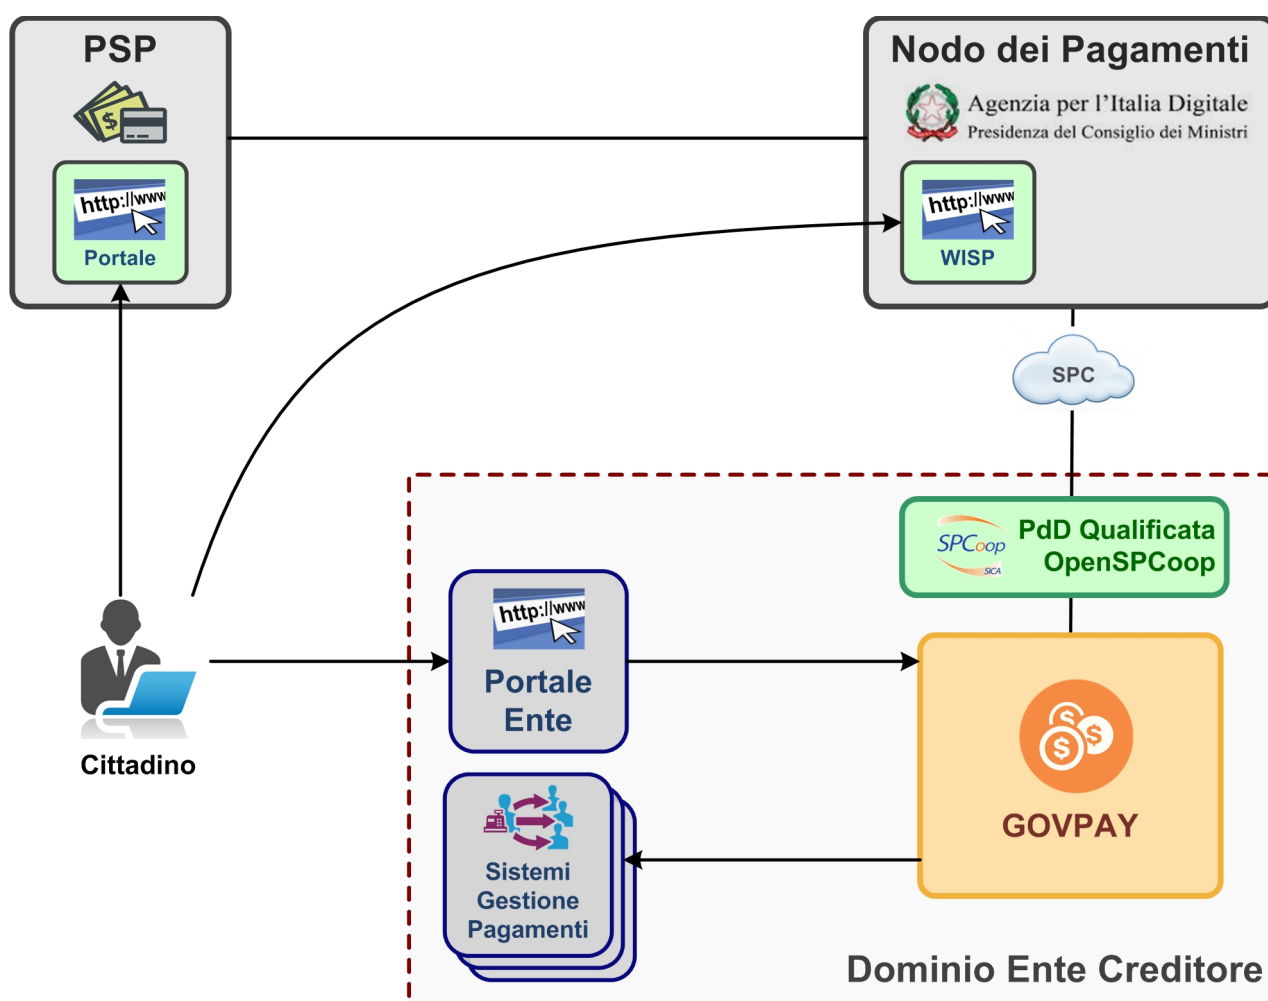 PSP
http://www
Portale
Nodo dei Pagamenti
Agenzia per l'Italia Digitale
Presidenza del Consiglio dei Ministri
http://www
WISP
SPC
SPCoop
SICA
PdD Qualificata
OpenSPCoop
http://www
Portale
Ente
Cittadino
GOVPAY
Sistemi
Gestione
Pagamenti
Dominio Ente Creditore